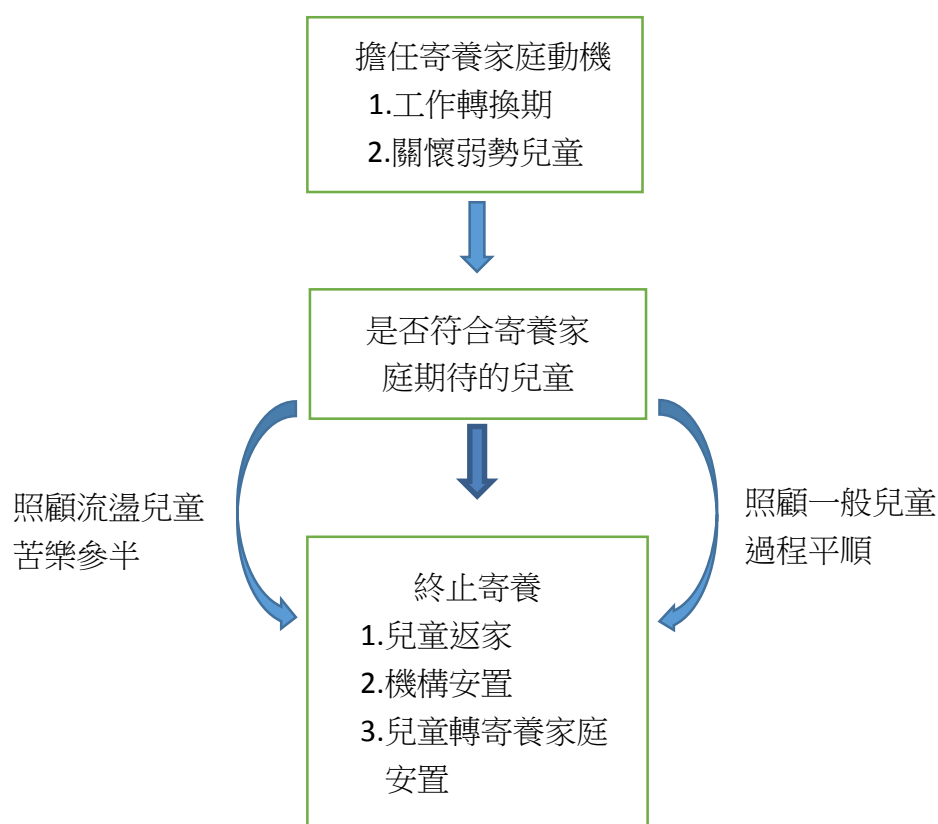 擔任寄養家庭動機
1.工作轉換期
2.關懷弱勢兒童
是否符合寄養家
庭期待的兒童
照顧流盪兒童
苦樂參半
照顧一般兒童
過程平順
終止寄養
1.兒童返家
2.機構安置
3.兒童轉寄養家庭
安置